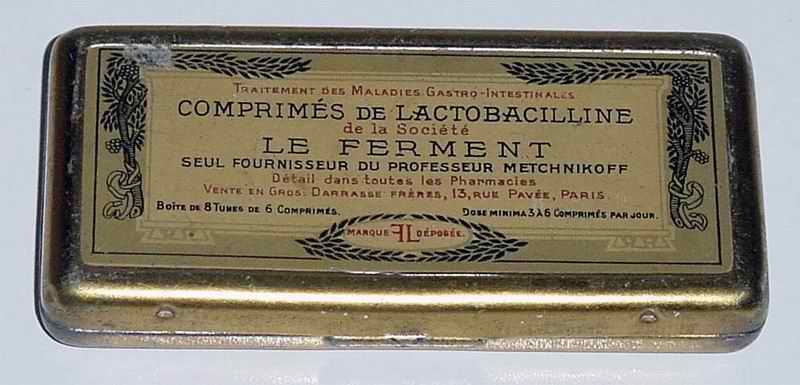 TRAITEMENT DES MALADIES GASTRO-INTESTINALES
COMPRIMÉS DE LACTOBACILLINE
de la Société
LE FERMENT
SEUL FOURNISSEUR DU PROFESSEUR METCHNIKOFF
Détail dans toutes les Pharmacies
VENTE EN GROS: DARRASSE FRÈRES, 13, RUE PAVÉE, PARIS.
BOÎTE DE 8 TUBES DE 6 COMPRIMÉS. DOSE MINIMA 3 À 6 COMPRIMÉS PAR JOUR.
MARQUE FL DÉPOSÉE.